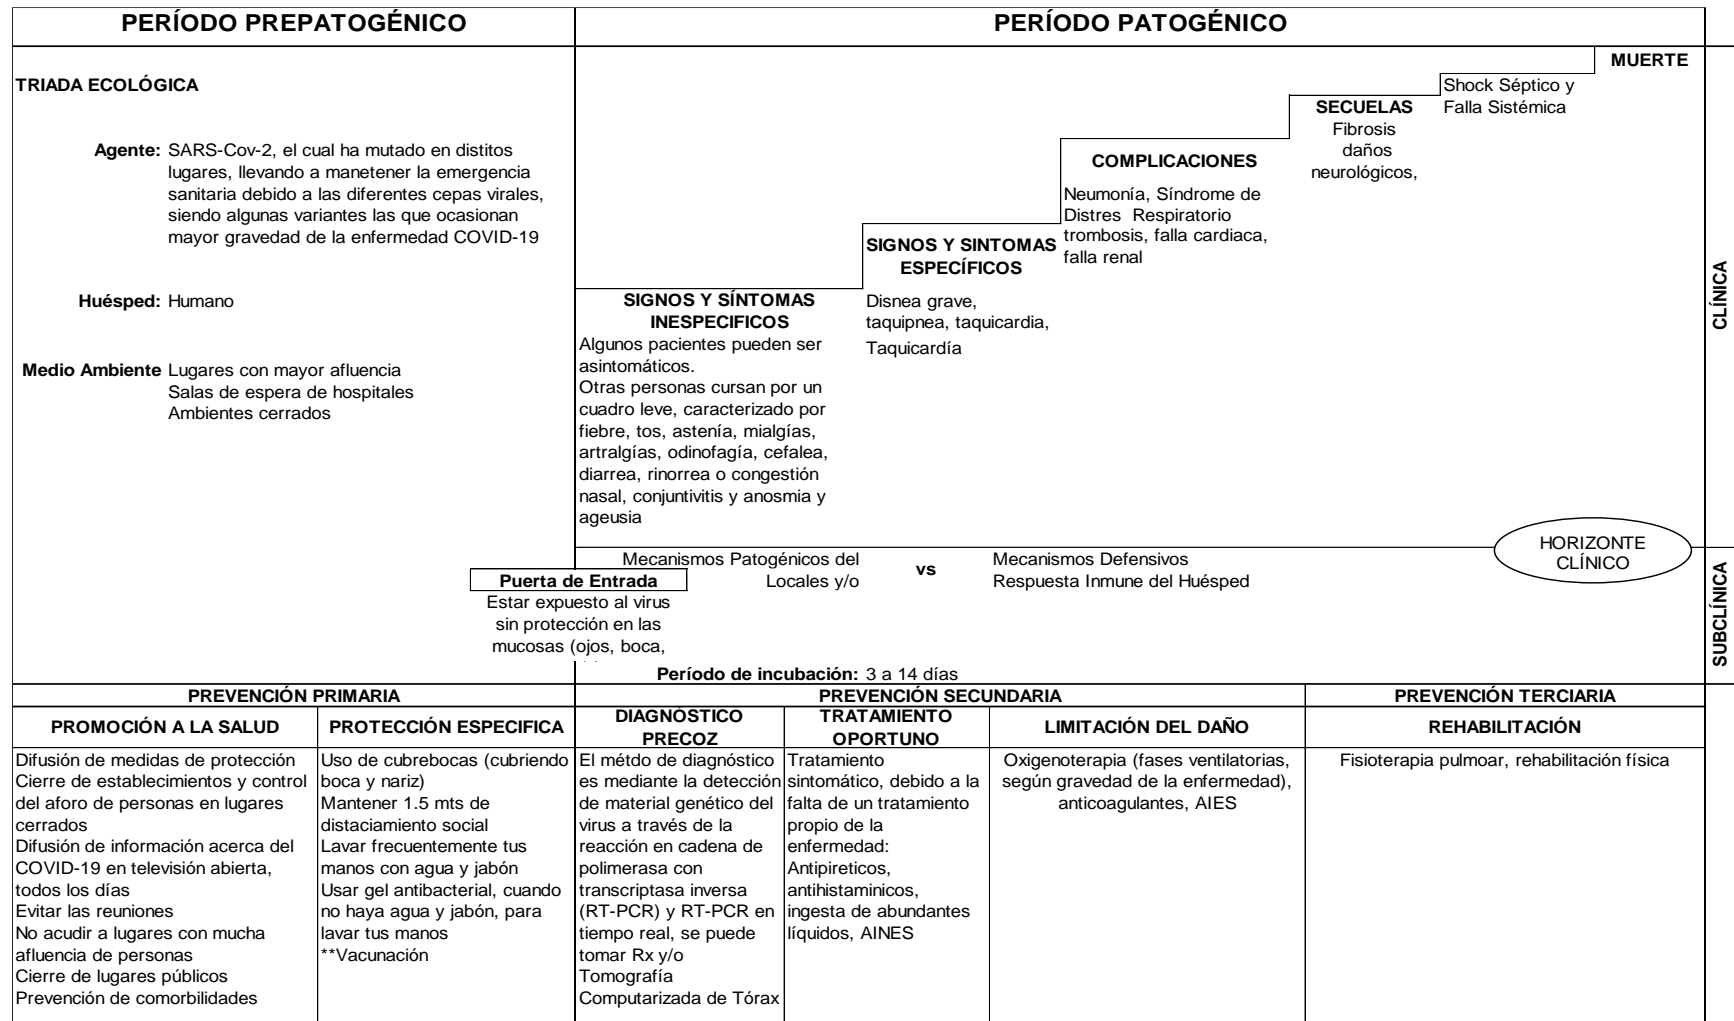 PERÍODO PREPATOGÉNICO
PERÍODO PATOGÉNICO
TRIADA ECOLÓGICA
Agente: SARS-Cov-2, el cual ha mutado en distitos
lugares, llevando a manetener la emergencia
sanitaria debido a las diferentes cepas virales,
siendo algunas variantes las que ocasionan
mayor gravedad de la enfermedad COVID-19
Huésped: Humano
Medio Ambiente Lugares con mayor afluencia
Salas de espera de hospitales
Ambientes cerrados
SIGNOS Y SÍNTOMAS
INESPECIFICOS
Algunos pacientes pueden ser
asintomáticos.
Otras personas cursan por un
cuadro leve, caracterizado por
fiebre, tos, astenía, mialgías,
artralgías, odinofagía, cefalea,
diarrea, rinorrea o congestión
nasal, conjuntivitis y anosmia y
ageusia
SIGNOS Y SINTOMAS
ESPECÍFICOS
Disnea grave,
taquipnea, taquicardia,
Taquicardía
COMPLICACIONES
Neumonía, Síndrome de
Distres Respiratorio
trombosis, falla cardiaca,
falla renal
SECUELAS
Fibrosis
daños
neurológicos,
Shock Séptico y
Falla Sistémica
MUERTE
CLÍNICA
HORIZONTE
CLÍNICO
SUBCLÍNICA
Mecanismos Patogénicos del
Locales y/o
vs
Mecanismos Defensivos
Respuesta Inmune del Huésped
Puerta de Entrada
Estar expuesto al virus
sin protección en las
mucosas (ojos, boca,
Período de incubación: 3 a 14 días
PREVENCIÓN PRIMARIA
PREVENCIÓN SECUNDARIA
PREVENCIÓN TERCIARIA
PROMOCIÓN A LA SALUD
PROTECCIÓN ESPECIFICA
DIAGNÓSTICO
PRECOZ
TRATAMIENTO
OPORTUNO
LIMITACIÓN DEL DAÑO
REHABILITACIÓN
Difusión de medidas de protección
Cierre de establecimientos y control
del aforo de personas en lugares
cerrados
Difusión de información acerca del
COVID-19 en televisión abierta,
todos los días
Evitar las reuniones
No acudir a lugares con mucha
afluencia de personas
Cierre de lugares públicos
Prevención de comorbilidades
Uso de cubrebocas (cubriendo
boca y nariz)
Mantener 1.5 mts de
distaciamiento social
Lavar frecuentemente tus
manos con agua y jabón
Usar gel antibacterial, cuando
no haya agua y jabón, para
lavar tus manos
**Vacunación
El métdo de diagnóstico
es mediante la detección
de material genético del
virus a través de la
reacción en cadena de
polimerasa con
transcriptasa inversa
(RT-PCR) y RT-PCR en
tiempo real, se puede
tomar Rx y/o
Tomografía
Computarizada de Tórax
Tratamiento
sintomático, debido a la
falta de un tratamiento
propio de la
enfermedad:
Antipireticos,
antihistaminicos,
ingesta de abundantes
líquidos, AINES
Oxigenoterapia (fases ventilatorias,
según gravedad de la enfermedad),
anticoagulantes, AIES
Fisioterapia pulmoar, rehabilitación física